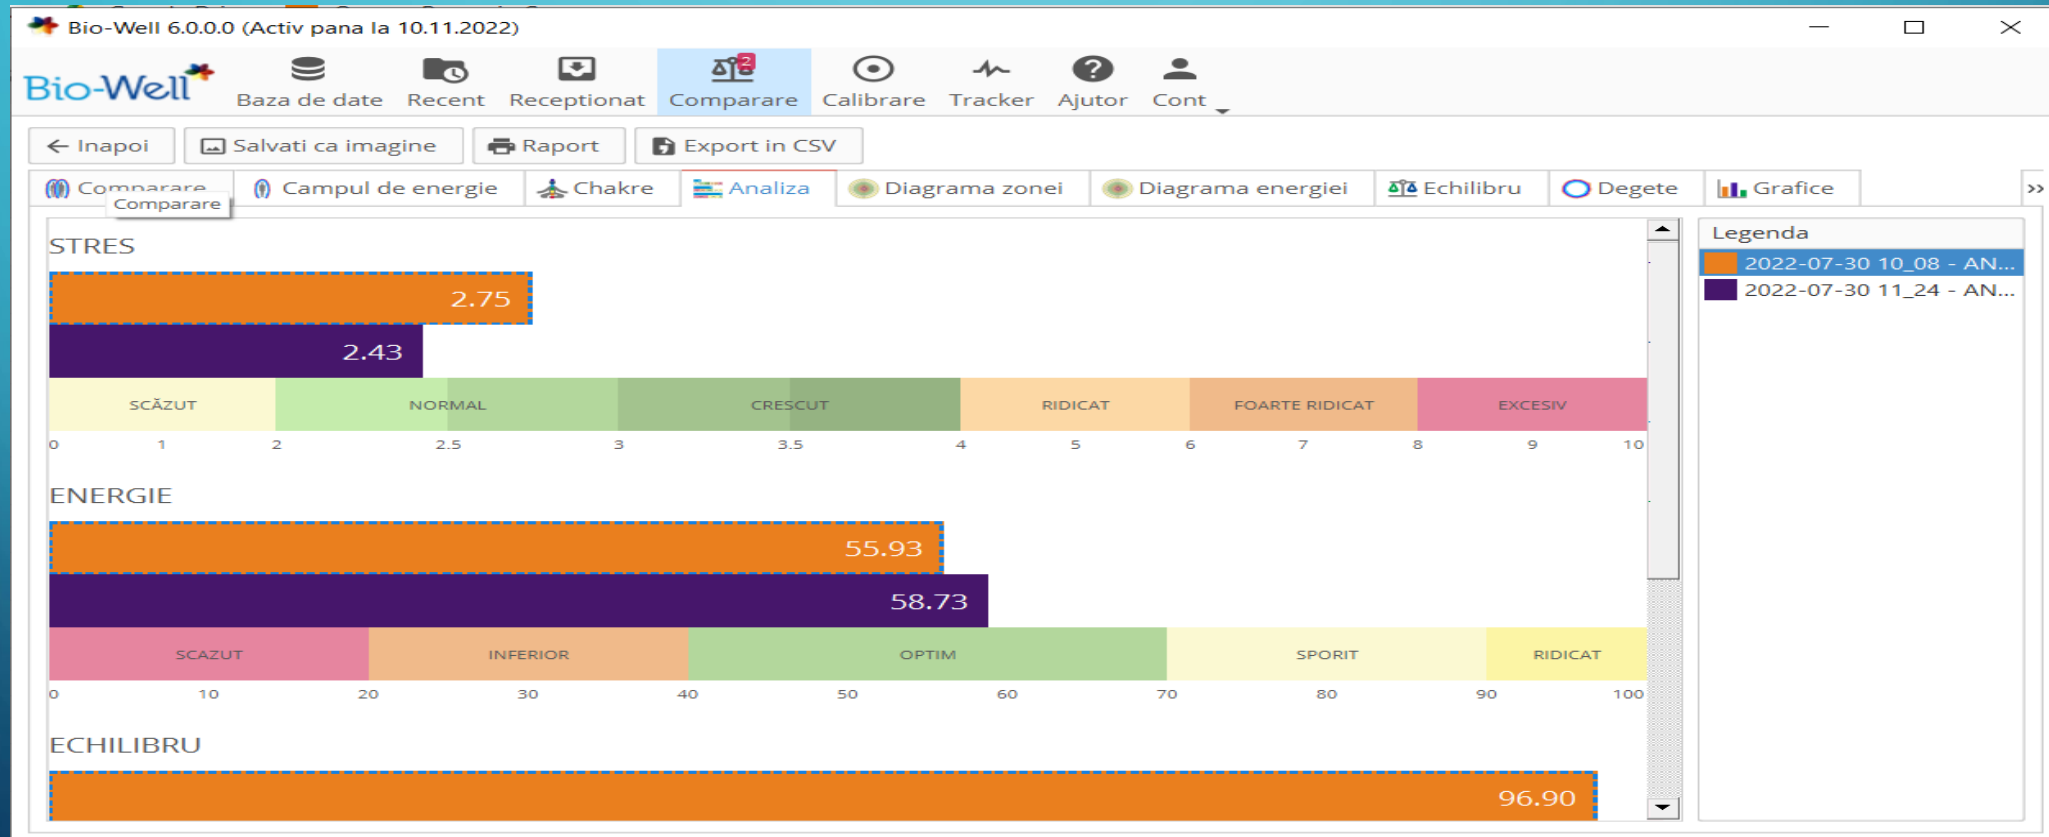 Bio-Well 6.0.0.0 (Activ pana la 10.11.2022)
Bio-Well
Baza de date Recent Receptionat Comparare 2 Calibrare Tracker Ajutor Cont
Inapoi Salvati ca imagine Raport Export in CSV
Comparare Campul de energie Chakre Analiza Diagrama zonei Diagrama energiei Echilibru Degete Grafice »
Comparare
STRES
2.75
2.43
SCĂZUT NORMAL CRESCUT RIDICAT FOARTE RIDICAT EXCESIV
0 1 2 2.5 3 3.5 4 5 6 7 8 9 10
ENERGIE
55.93
58.73
SCAZUT INFERIOR OPTIM SPORIT RIDICAT
0 10 20 30 40 50 60 70 80 90 100
ECHILIBRU
96.90
Legenda
2022-07-30 10_08 - AN...
2022-07-30 11_24 - AN...